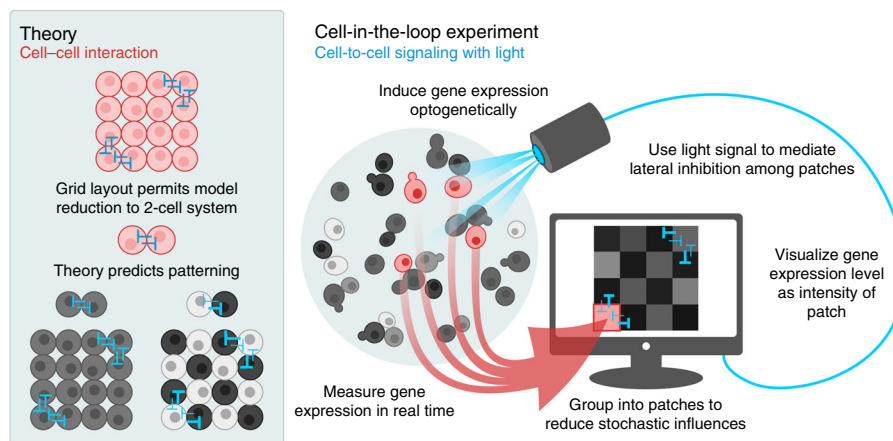 Theory
Cell–cell interaction
Grid layout permits model
reduction to 2-cell system
Theory predicts patterning
Cell-in-the-loop experiment
Cell-to-cell signaling with light
Induce gene expression
optogenetically
Use light signal to mediate
lateral inhibition among patches
Visualize gene
expression level
as intensity of
patch
Measure gene
expression in real time
Group into patches to
reduce stochastic influences